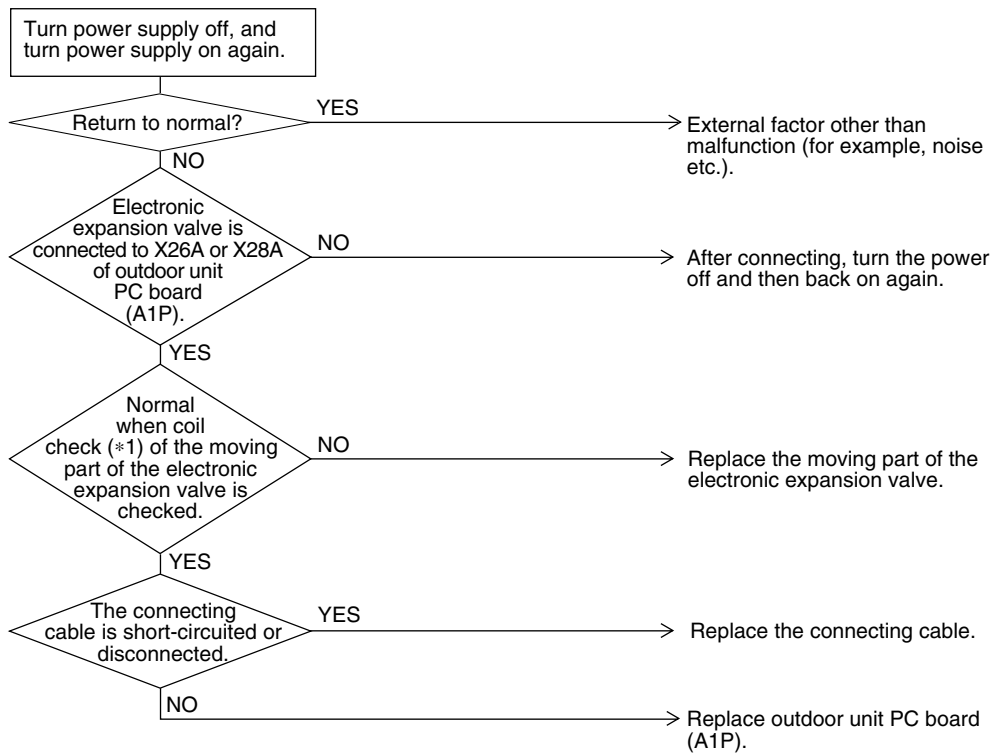 Turn power supply off, and
turn power supply on again.
Return to normal?
YES
External factor other than
malfunction (for example, noise
etc.).
NO
Electronic
expansion valve is
connected to X26A or X28A
of outdoor unit
PC board
(A1P).
NO
After connecting, turn the power
off and then back on again.
YES
Normal
when coil
check (*1) of the moving
part of the electronic
expansion valve is
checked.
NO
Replace the moving part of the
electronic expansion valve.
YES
The connecting
cable is short-circuited or
disconnected.
YES
Replace the connecting cable.
NO
Replace outdoor unit PC board
(A1P).